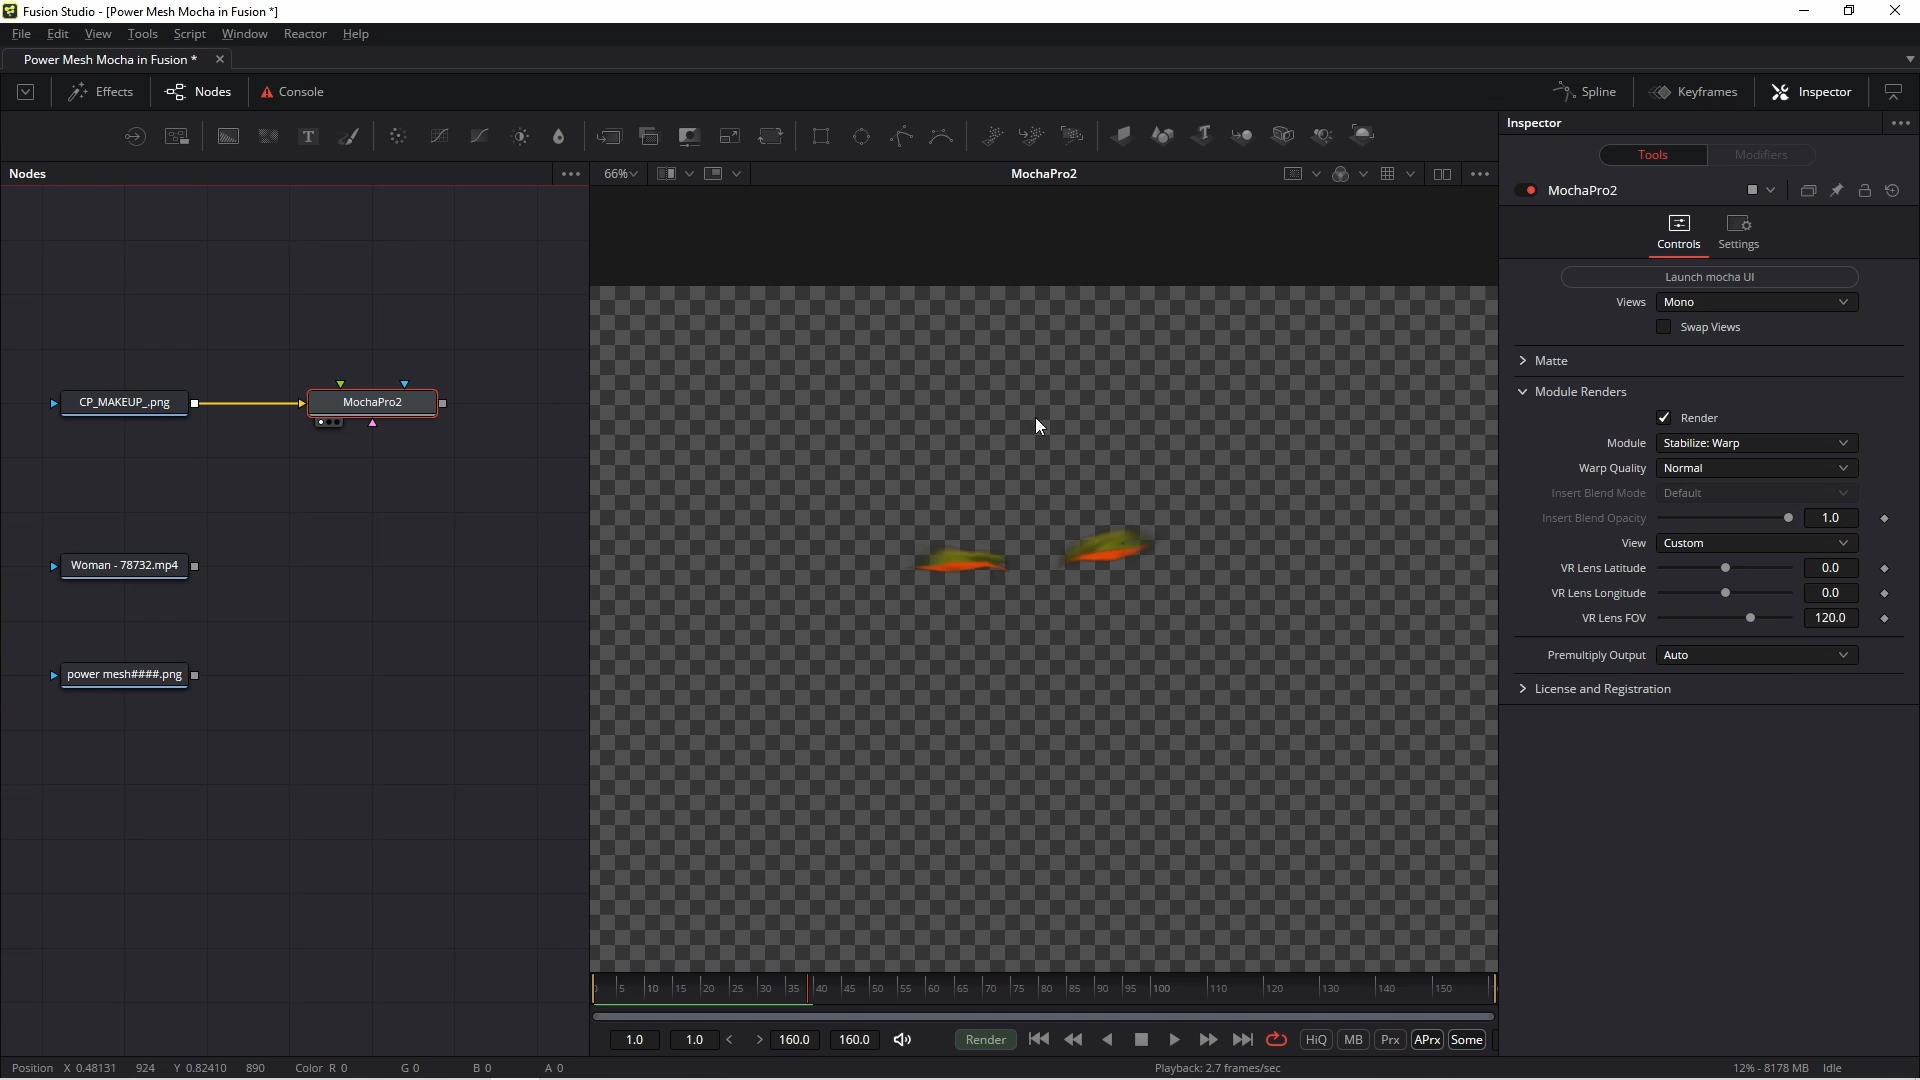 Fusion Studio - [Power Mesh Mocha in Fusion *]
File Edit View Tools Script Window Reactor Help
Power Mesh Mocha in Fusion *
Effects Nodes Console Spline Keyframes Inspector
Inspector
Tools Modifiers
Nodes 66% MochaPro2
MochaPro2
Controls Settings
Launch mocha UI
Views Mono
Swap Views
Matte
Module Renders
Render
Module Stabilize: Warp
Warp Quality Normal
Insert Blend Mode Default
Insert Blend Opacity 1.0
View Custom
VR Lens Latitude 0.0
VR Lens Longitude 0.0
VR Lens FOV 120.0
Premultiply Output Auto
License and Registration
CP_MAKEUP_.png MochaPro2
Woman - 78732.mp4
power mesh####.png
5 10 15 20 25 30 35 40 45 50 55 60 65 70 75 80 85 90 95 100 110 120 130 140 150
1.0 1.0 < > 160.0 160.0 Render HiQ MB Prx APrx Some
Position X 0.48131 924 Y 0.82410 890 Color R 0 G 0 B 0 A 0 Playback: 2.7 frames/sec 12% - 8178 MB Idle